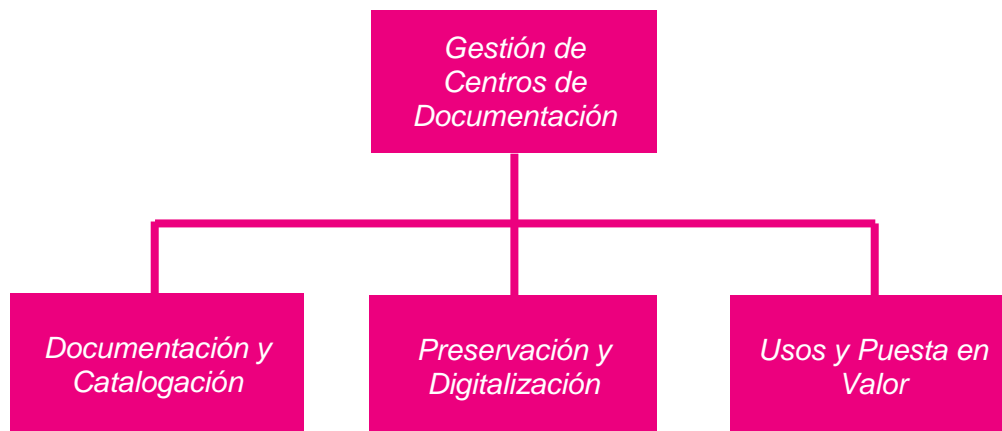 Gestión de
Centros de
Documentación
Documentación y
Catalogación
Preservación y
Digitalización
Usos y Puesta en
Valor